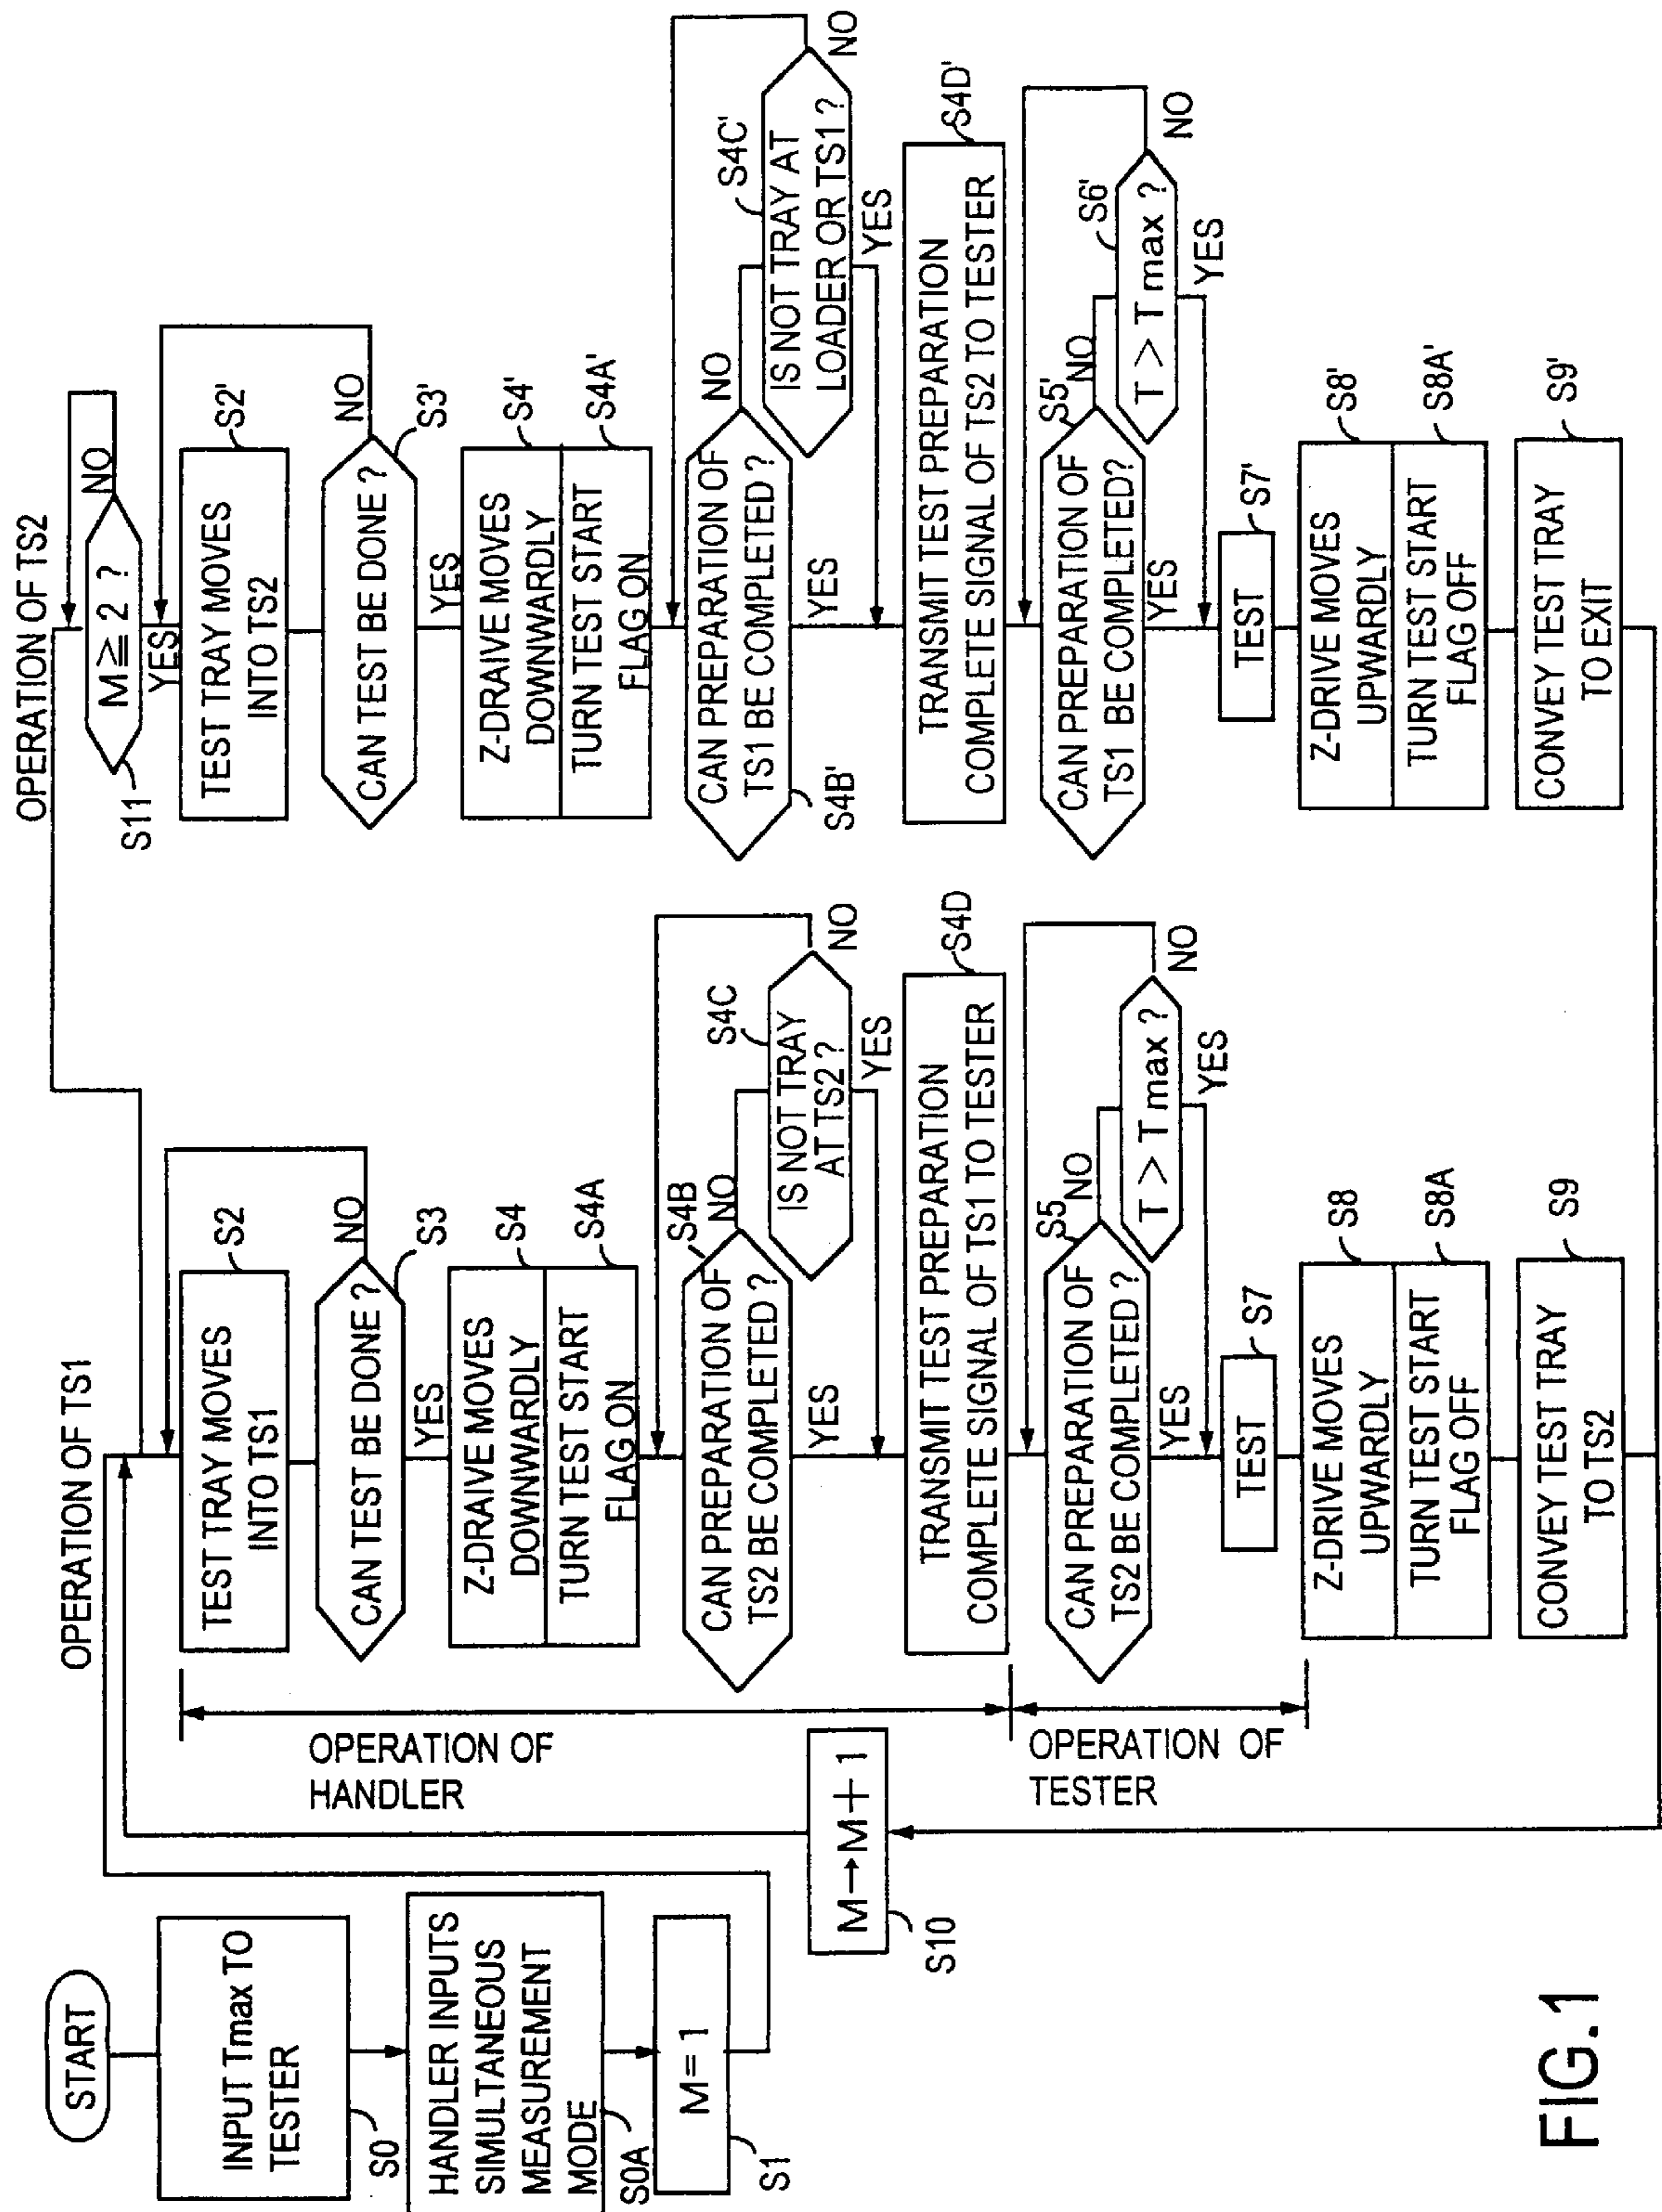 START
INPUT Tmax TO
TESTER
S0
HANDLER INPUTS
SIMULTANEOUS
MEASUREMENT
MODE
S0A
M=1
S1
M→M+1
S10
OPERATION OF
HANDLER
OPERATION OF
TESTER
OPERATION OF TS1
TEST TRAY MOVES
INTO TS1
S2
CAN TEST BE DONE ?
S3
NO
YES
Z-DRAIVE MOVES
DOWNWARDLY
S4
TURN TEST START
FLAG ON
S4A
CAN PREPARATION OF
TS2 BE COMPLETED ?
S4B
NO
YES
IS NOT TRAY
AT TS2 ?
S4C
NO
YES
TRANSMIT TEST PREPARATION
COMPLETE SIGNAL OF TS1 TO TESTER
S4D
CAN PREPARATION OF
TS2 BE COMPLETED ?
S5
NO
YES
T > Tmax ?
NO
YES
TEST
S7
Z-DRIVE MOVES
UPWARDLY
S8
TURN TEST START
FLAG OFF
S8A
CONVEY TEST TRAY
TO TS2
S9
OPERATION OF TS2
M≧2 ?
S11
NO
YES
TEST TRAY MOVES
INTO TS2
S2'
CAN TEST BE DONE ?
S3'
NO
YES
Z-DRAIVE MOVES
DOWNWARDLY
S4'
TURN TEST START
FLAG ON
S4A'
CAN PREPARATION OF
TS1 BE COMPLETED ?
S4B'
NO
YES
IS NOT TRAY AT
LOADER OR TS1 ?
S4C'
NO
YES
TRANSMIT TEST PREPARATION
COMPLETE SIGNAL OF TS2 TO TESTER
S4D'
CAN PREPARATION OF
TS1 BE COMPLETED?
S5'
NO
YES
T > Tmax ?
S6'
NO
YES
TEST
S7'
Z-DRIVE MOVES
UPWARDLY
S8'
TURN TEST START
FLAG OFF
S8A'
CONVEY TEST TRAY
TO EXIT
S9'
FIG.1